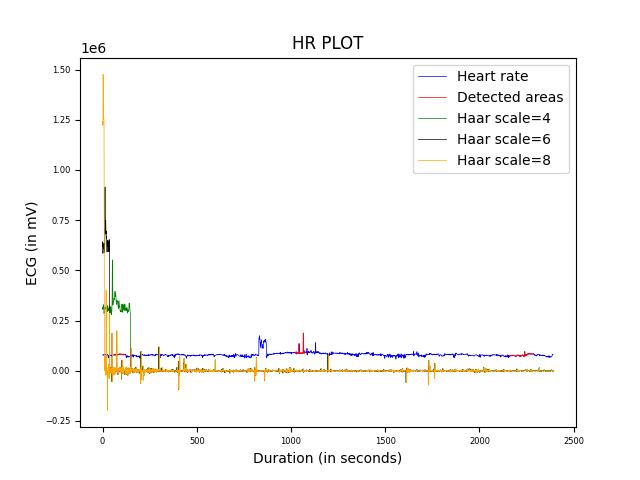 HR PLOT
1e6
Heart rate
Detected areas
Haar scale=4
Haar scale=6
Haar scale=8
1.50
1.25
1.00
0.75
0.50
0.25
0.00
−0.25
ECG (in mV)
0 500 1000 1500 2000 2500
Duration (in seconds)